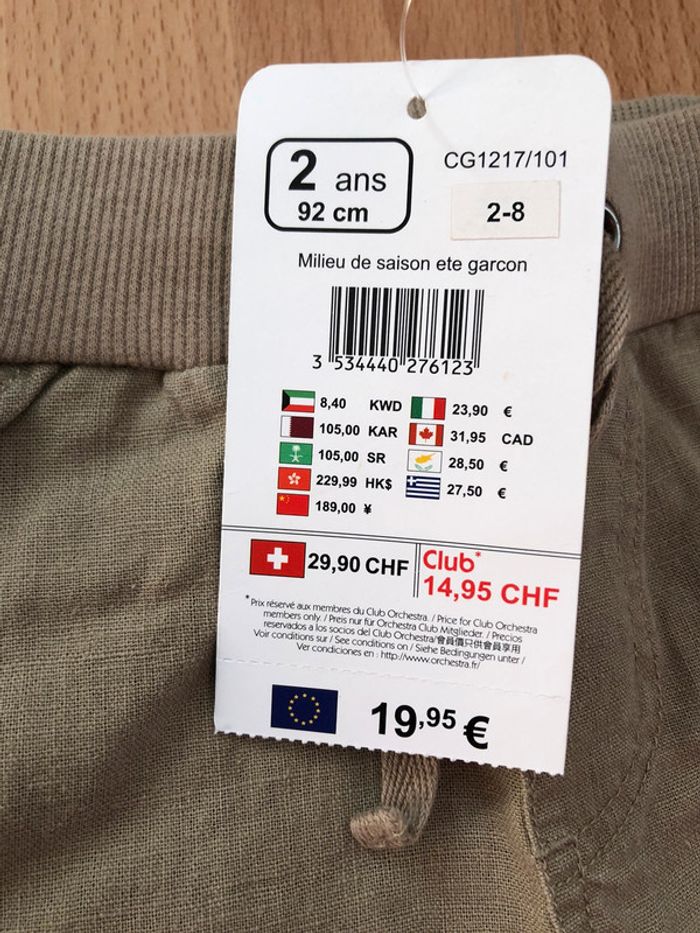 2 ans
92 cm
CG1217/101
2-8
Milieu de saison ete garcon
3 534440 276123
8,40 KWD
23,90 €
105,00 KAR
31,95 CAD
105,00 SR
28,50 €
229,99 HK$
27,50 €
189,00 ¥
29,90 CHF
Club*
14,95 CHF
* Prix réservé aux membres du Club Orchestra. / Price for Club Orchestra
members only. / Preis nur für Orchestra Club Mitglieder. / Precios
reservados a los socios del Club Orchestra/會員價只供會員享用
Voir conditions sur / See conditions on / Siehe Bedingungen unter /
Ver condiciones en : http://www.orchestra.fr/
19,95 €